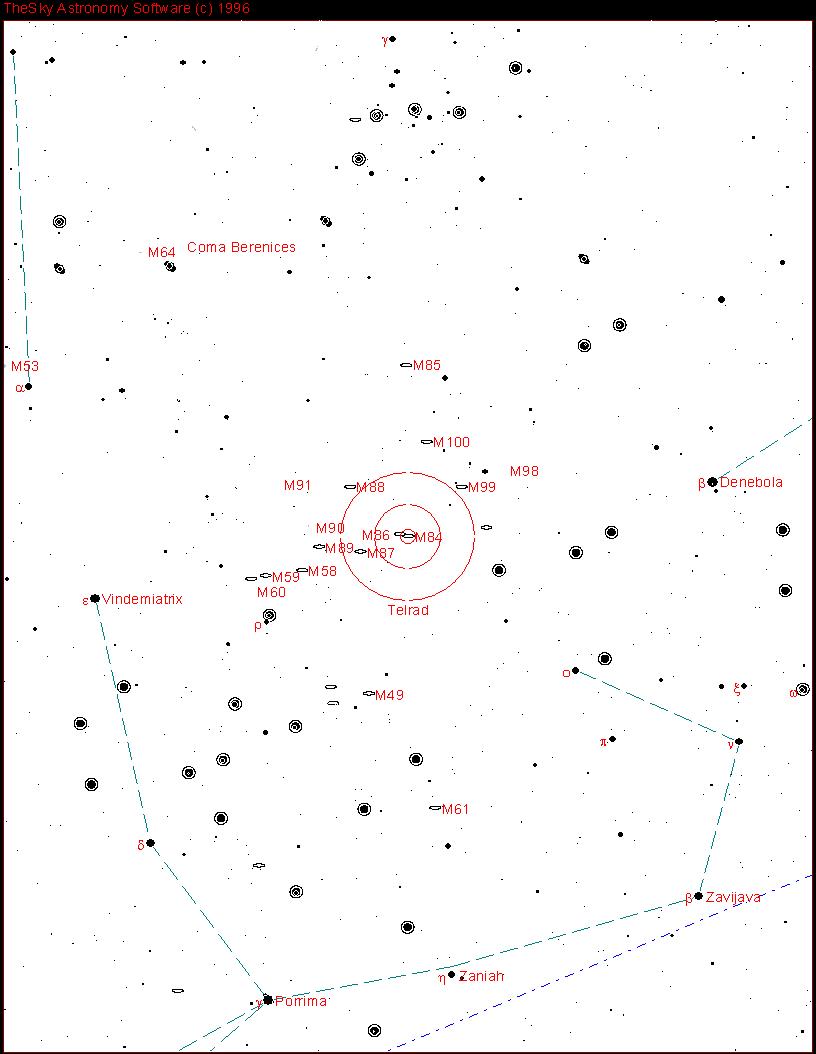 TheSky Astronomy Software (c) 1996
γ
Coma Berenices
M64
M85
M53
α
M100
M98
M91
M88
M99
β Denebola
M90
M86
M84
M89
M87
M58
M59
M60
ε Vindemiatrix
Telrad
ρ
ο
ξ
ω
M49
π
ν
M61
δ
β Zavijava
η Zaniah
γ Porrima